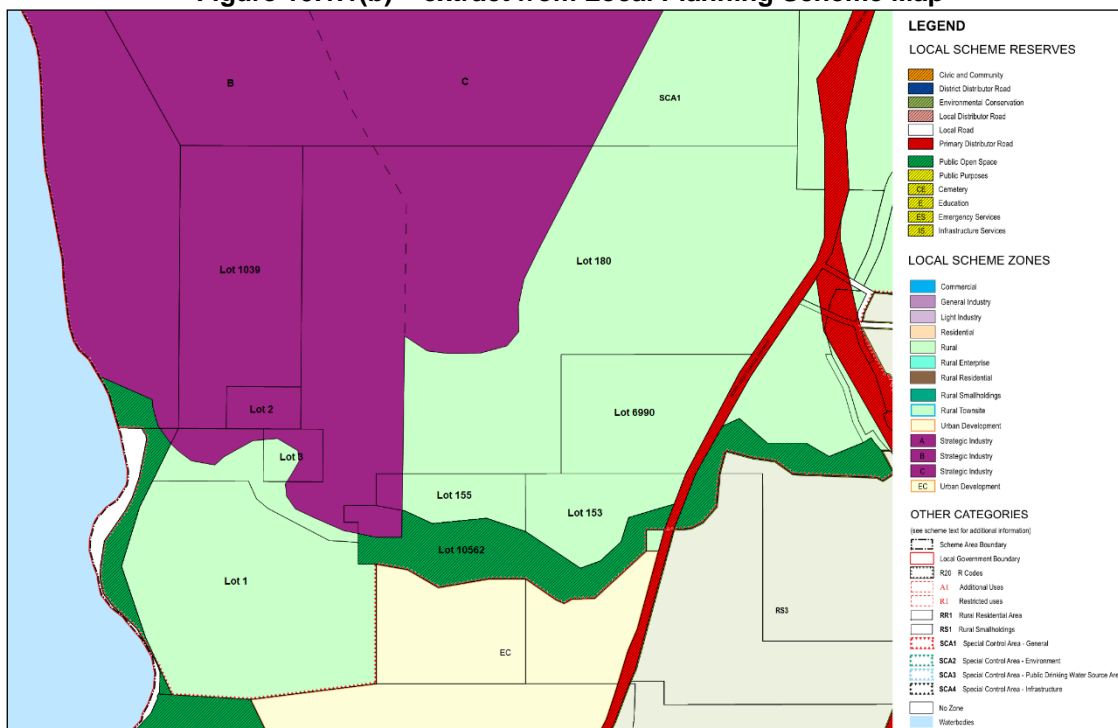 Figure 10.1.1(b) – extract from Local Planning Scheme Map
B
C
SCA1
Lot 1039
Lot 180
Lot 2
Lot 6990
Lot 3
Lot 155
Lot 153
Lot 10562
Lot 1
RS3
EC
LEGEND
LOCAL SCHEME RESERVES
Civic and Community
District Distributor Road
Environmental Conservation
Local Distributor Road
Local Road
Primary Distributor Road
Public Open Space
Public Purposes
CE Cemetery
E Education
ES Emergency Services
IS Infrastructure Services
LOCAL SCHEME ZONES
Commercial
General Industry
Light Industry
Residential
Rural
Rural Enterprise
Rural Residential
Rural Smallholdings
Rural Townsite
Urban Development
A Strategic Industry
B Strategic Industry
C Strategic Industry
EC Urban Development
OTHER CATEGORIES
(see scheme text for additional information)
Scheme Area Boundary
Local Government Boundary
R20 R Codes
A1 Additional Uses
R1 Restricted uses
RR1 Rural Residential Area
RS1 Rural Smallholdings
SCA1 Special Control Area - General
SCA2 Special Control Area - Environment
SCA3 Special Control Area - Public Drinking Water Source Are
SCA4 Special Control Area - Infrastructure
No Zone
Waterbodies